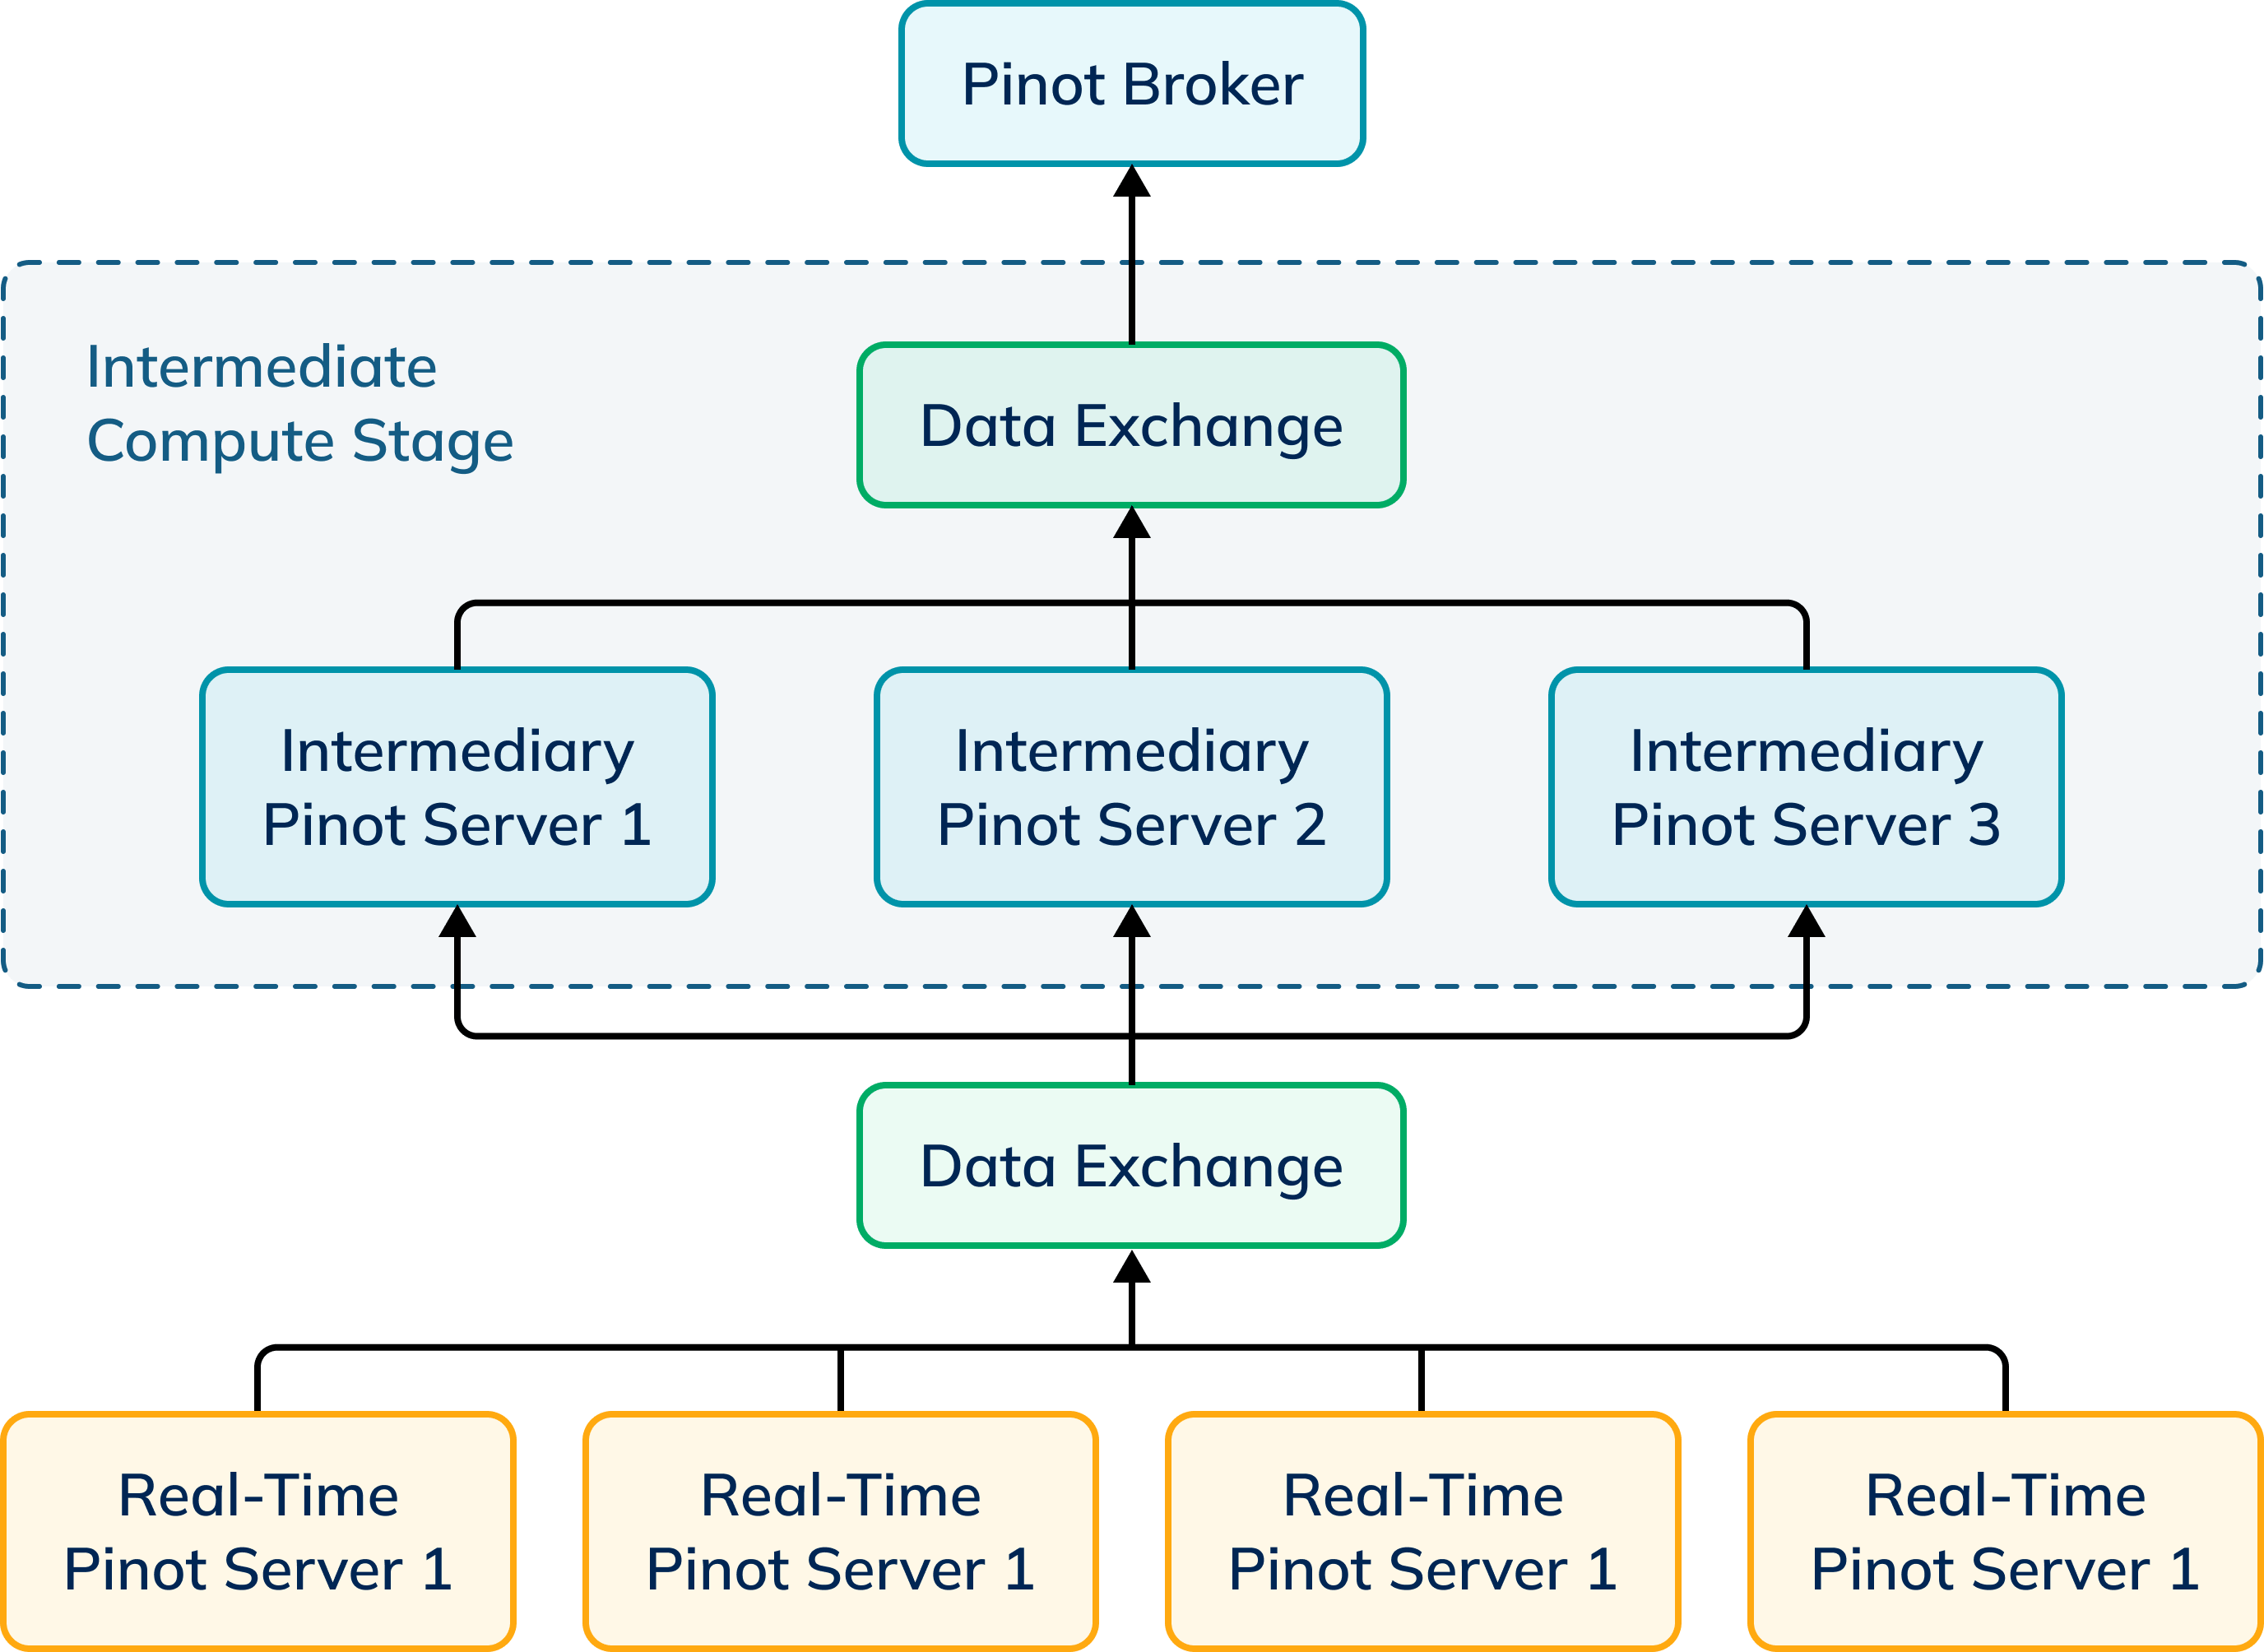 Pinot Broker
Intermediate
Compute Stage
Data Exchange
Intermediary
Pinot Server 1
Intermediary
Pinot Server 2
Intermediary
Pinot Server 3
Data Exchange
Real-Time
Pinot Server 1
Real-Time
Pinot Server 1
Real-Time
Pinot Server 1
Real-Time
Pinot Server 1